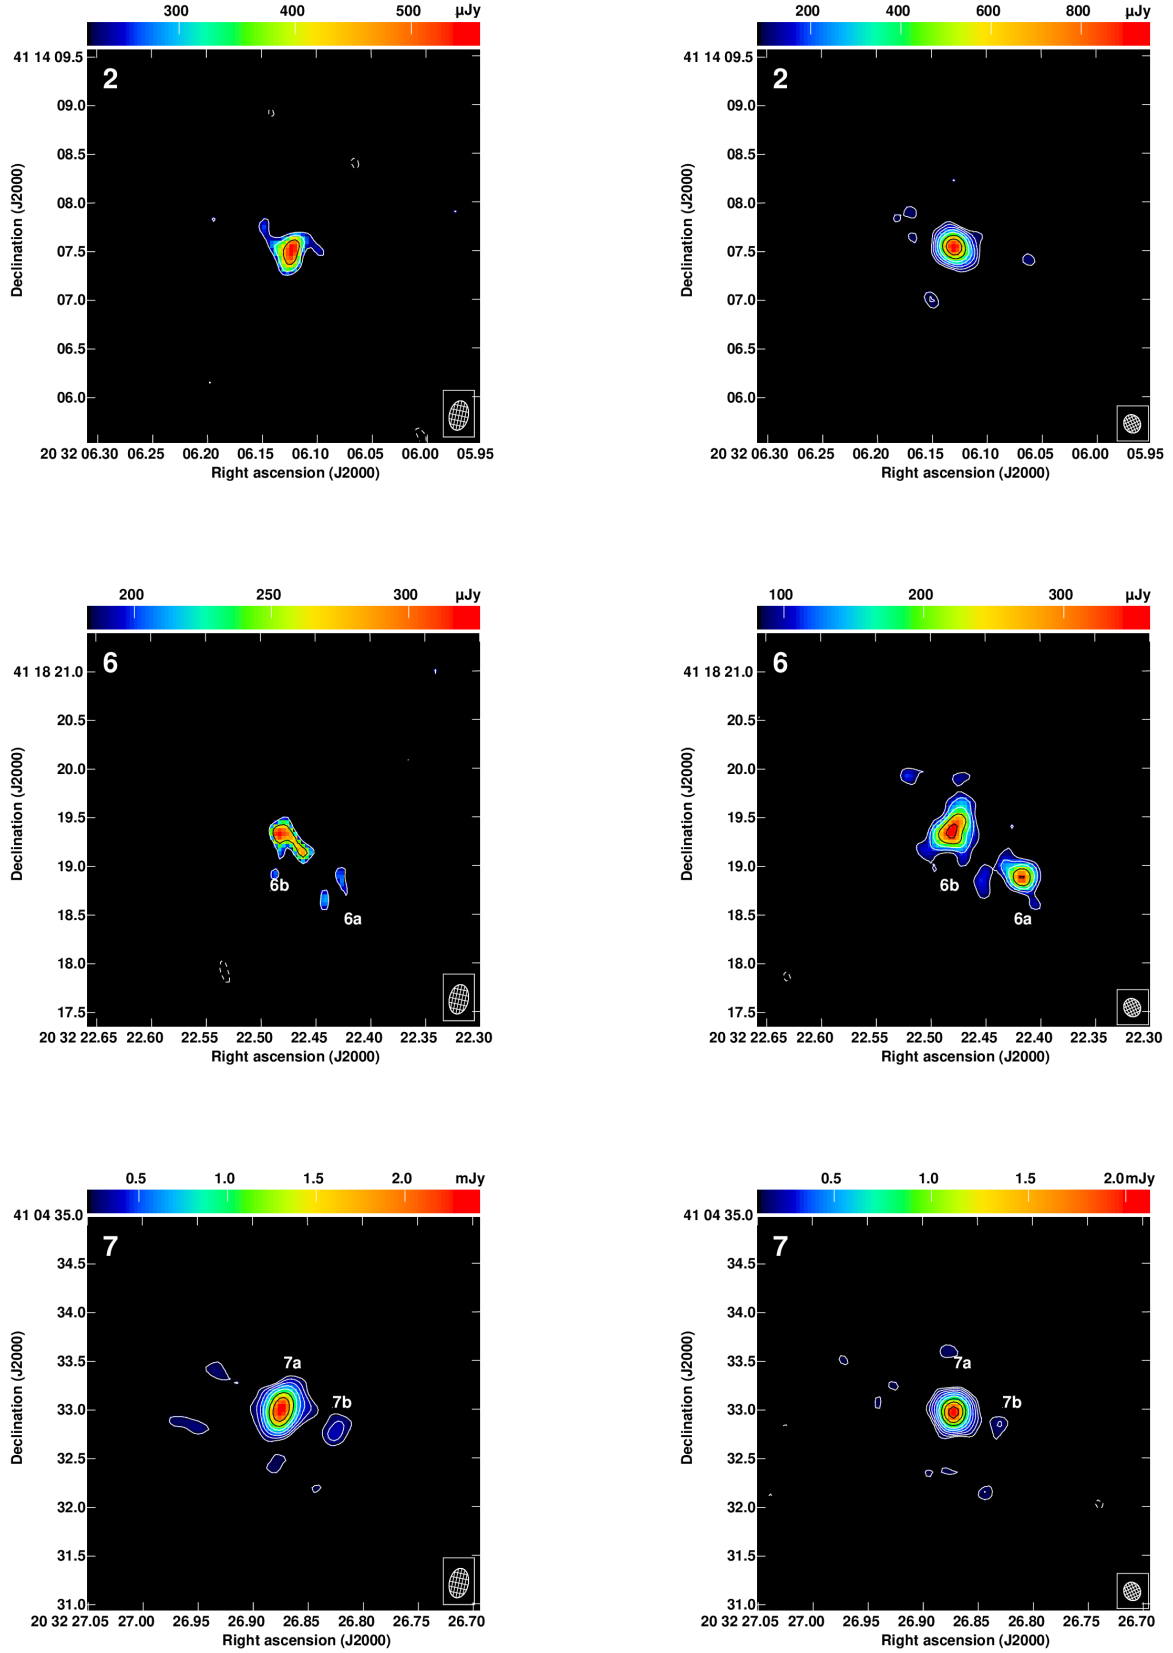 300 400 500 µJy
41 14 09.5
2
09.0
08.5
08.0
07.5
07.0
06.5
06.0
Declination (J2000)
20 32 06.30 06.25 06.20 06.15 06.10 06.05 06.00 05.95
Right ascension (J2000)
200 400 600 800 µJy
41 14 09.5
2
09.0
08.5
08.0
07.5
07.0
06.5
06.0
Declination (J2000)
20 32 06.30 06.25 06.20 06.15 06.10 06.05 06.00 05.95
Right ascension (J2000)
200 250 300 µJy
6
41 18 21.0
20.5
20.0
19.5
19.0
18.5
18.0
17.5
6b
6a
Declination (J2000)
20 32 22.65 22.60 22.55 22.50 22.45 22.40 22.35 22.30
Right ascension (J2000)
100 200 300 µJy
6
41 18 21.0
20.5
20.0
19.5
19.0
18.5
18.0
17.5
6b
6a
Declination (J2000)
20 32 22.65 22.60 22.55 22.50 22.45 22.40 22.35 22.30
Right ascension (J2000)
0.5 1.0 1.5 2.0 mJy
41 04 35.0
7
34.5
34.0
33.5
33.0
32.5
32.0
31.5
31.0
7a
7b
Declination (J2000)
20 32 27.05 27.00 26.95 26.90 26.85 26.80 26.75 26.70
Right ascension (J2000)
0.5 1.0 1.5 2.0 mJy
41 04 35.0
7
34.5
34.0
33.5
33.0
32.5
32.0
31.5
31.0
7a
7b
Declination (J2000)
20 32 27.05 27.00 26.95 26.90 26.85 26.80 26.75 26.70
Right ascension (J2000)